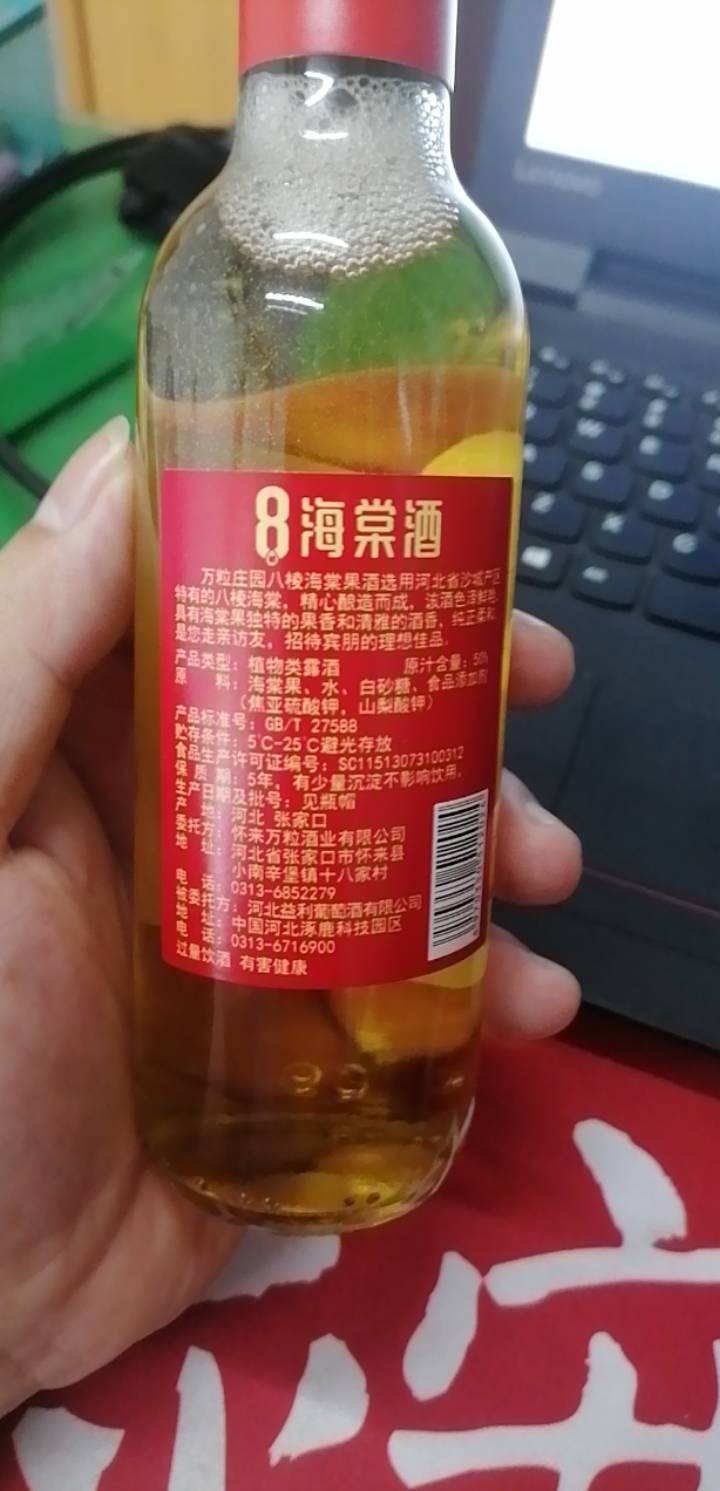 8海棠酒
万粒庄园八棱海棠果酒选用河北省沙城产区
特有的八棱海棠，精心酿造而成，该酒色泽鲜艳，
具有海棠果独特的果香和清雅的酒香，纯正柔和，
是您走亲访友，招待宾朋的理想佳品。
产品类型：植物类露酒 原汁含量：50%
原 料：海棠果、水、白砂糖、食品添加剂
（焦亚硫酸钾，山梨酸钾）
产品标准号：GB/T 27588
贮存条件：5℃-25℃避光存放
食品生产许可证编号：SC11513073100312
保 质 期：5年，有少量沉淀不影响饮用。
生产日期及批号：见瓶帽
产 地：河北 张家口
委托方：怀来万粒酒业有限公司
地 址：河北省张家口市怀来县
小南辛堡镇十八家村
电 话：0313-6852279
被委托方：河北益利葡萄酒有限公司
地 址：中国河北涿鹿科技园区
电 话：0313-6716900
过量饮酒 有害健康
Lenovo